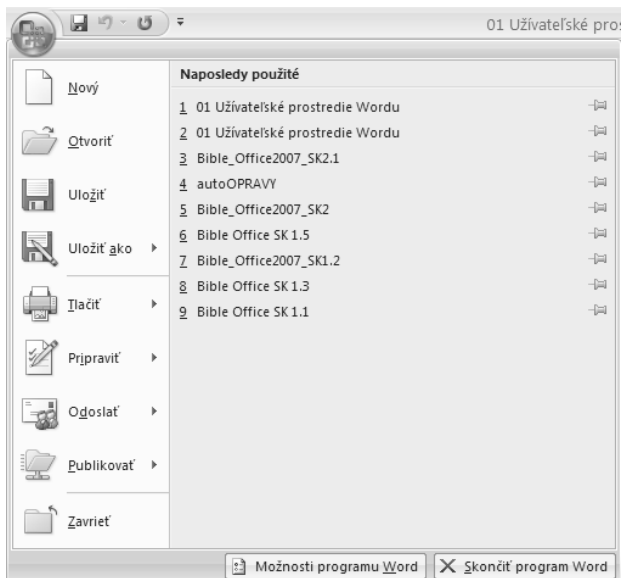 01 Užívateľské pros
Nový
Otvoriť
Uložiť
Uložiť ako
Tlačiť
Pripraviť
Odoslať
Publikovať
Zavrieť
Naposledy použité
1 01 Užívateľské prostredie Wordu
2 01 Užívateľské prostredie Wordu
3 Bible_Office2007_SK2.1
4 autoOPRAVY
5 Bible_Office2007_SK2
6 Bible Office SK 1.5
7 Bible_Office2007_SK1.2
8 Bible Office SK 1.3
9 Bible Office SK 1.1
Možnosti programu Word
Skončiť program Word